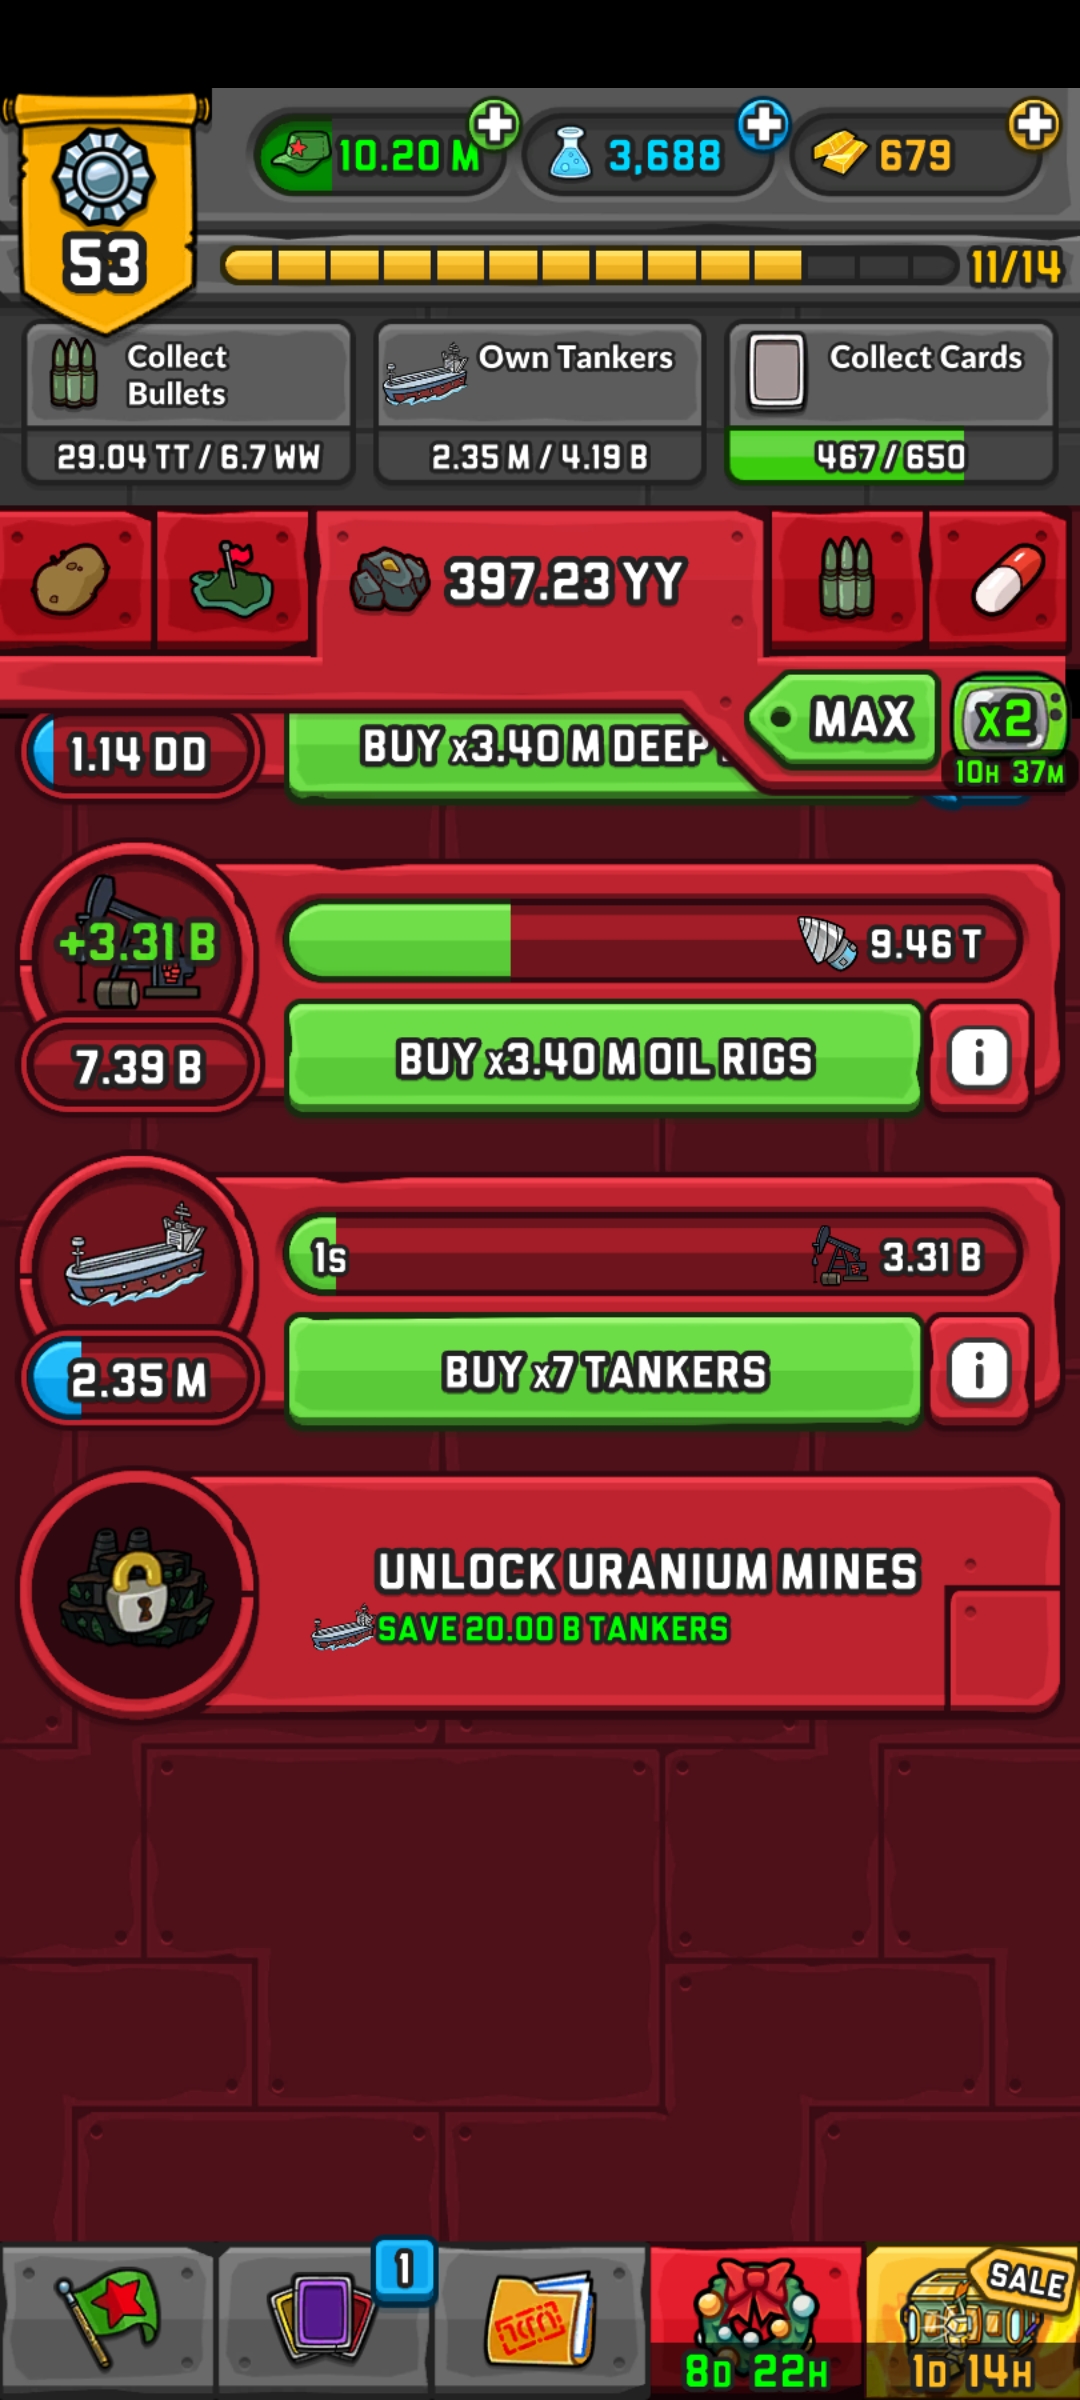 53
10.20 M
3,688
679
11/14
Collect
Bullets
29.04 TT / 6.7 WW
Own Tankers
2.35 M / 4.19 B
Collect Cards
467/650
397.23 YY
MAX
x2
10H 37M
1.14 DD
BUY x3.40 M DEEP
+3.31 B
9.46 T
7.39 B
BUY x3.40 M OIL RIGS
i
1s
3.31 B
2.35 M
BUY x7 TANKERS
i
UNLOCK URANIUM MINES
SAVE 20.00 B TANKERS
1
SALE
8D 22H
1D 14H